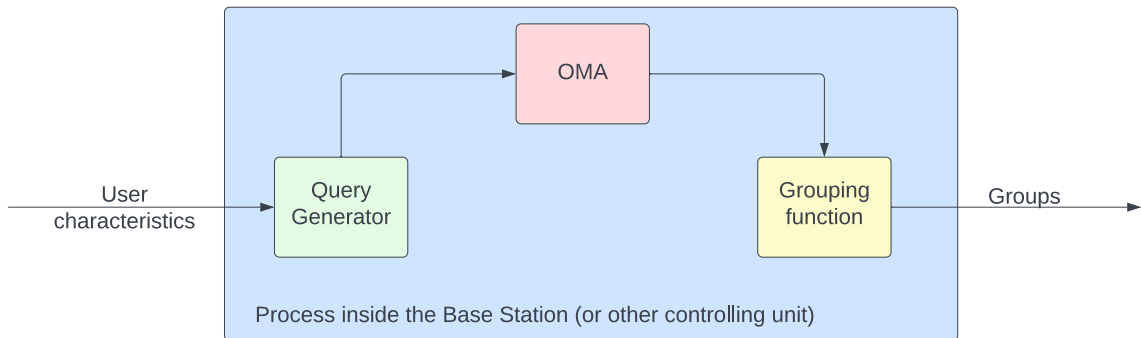 OMA
User
characteristics
Query
Generator
Grouping
function
Groups
Process inside the Base Station (or other controlling unit)